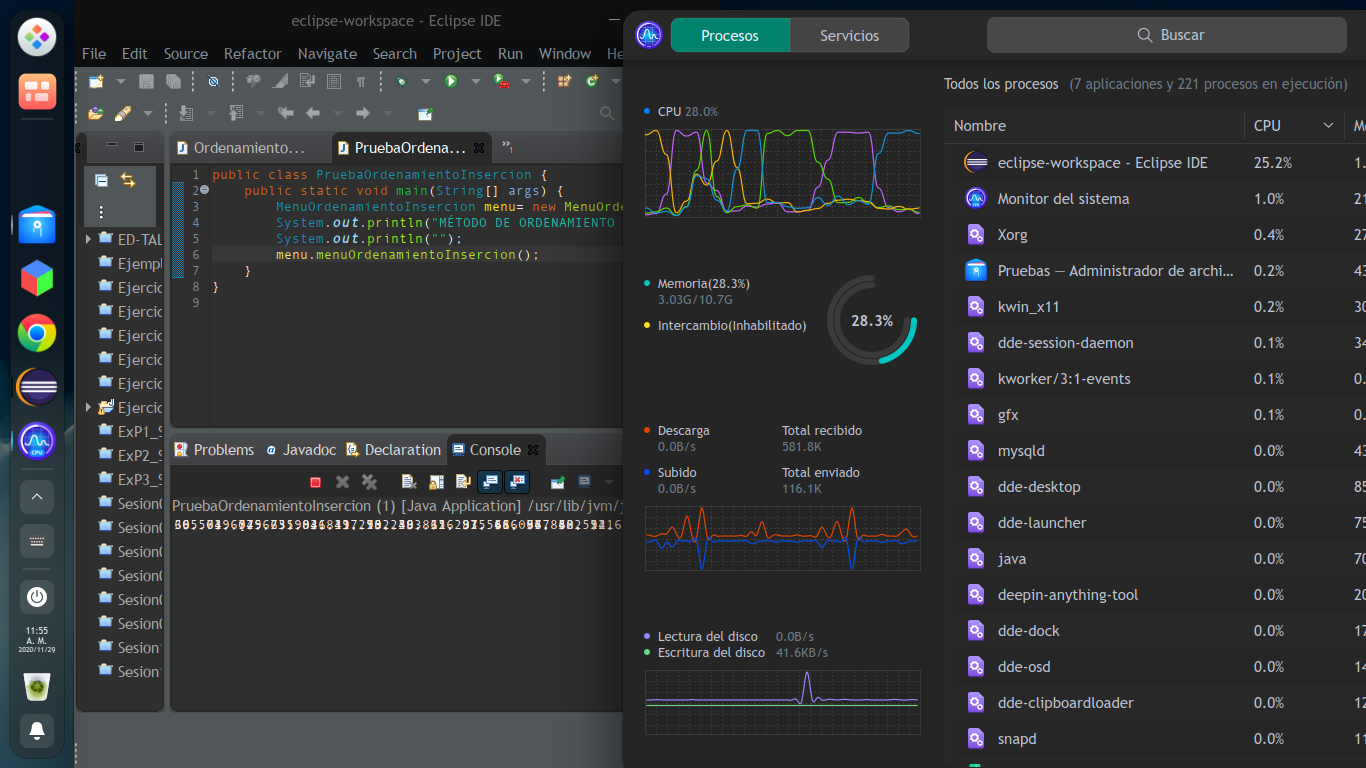 eclipse-workspace - Eclipse IDE
File Edit Source Refactor Navigate Search Project Run Window He
Ordenamiento...
PruebaOrdena...
1 public class PruebaOrdenamientoInsercion {
2 public static void main(String[] args) {
3 MenuOrdenamientoInsercion menu= new MenuOrde
4 System.out.println("MÉTODO DE ORDENAMIENTO
5 System.out.println("");
6 menu.menuOrdenamientoInsercion();
7 }
8 }
9
ED-TAL
Ejempl
Ejercic
Ejercic
Ejercic
Ejercic
Ejercic
Ejercic
ExP1_S
ExP2_S
ExP3_S
Sesion0
Sesion0
Sesion0
Sesion0
Sesion0
Sesion0
Sesion1
Sesion1
Problems Javadoc Declaration Console
PruebaOrdenamientoInsercion (1) [Java Application] /usr/lib/jvm/j
CPU
11:55
A. M.
2020/11/29
Procesos Servicios
Buscar
CPU 28.0%
Memoria(28.3%)
3.03G/10.7G
Intercambio(Inhabilitado)
28.3%
Descarga
0.0B/s
Total recibido
581.8K
Subido
0.0B/s
Total enviado
116.1K
Lectura del disco 0.0B/s
Escritura del disco 41.6KB/s
Todos los procesos (7 aplicaciones y 221 procesos en ejecución)
Nombre CPU Me
eclipse-workspace - Eclipse IDE 25.2% 1.
Monitor del sistema 1.0% 21
Xorg 0.4% 27
Pruebas — Administrador de archi... 0.2% 43
kwin_x11 0.2% 30
dde-session-daemon 0.1% 34
kworker/3:1-events 0.1% 0.
gfx 0.1% 0.
mysqld 0.0% 43
dde-desktop 0.0% 85
dde-launcher 0.0% 75
java 0.0% 70
deepin-anything-tool 0.0% 20
dde-dock 0.0% 17
dde-osd 0.0% 14
dde-clipboardloader 0.0% 12
snapd 0.0% 11